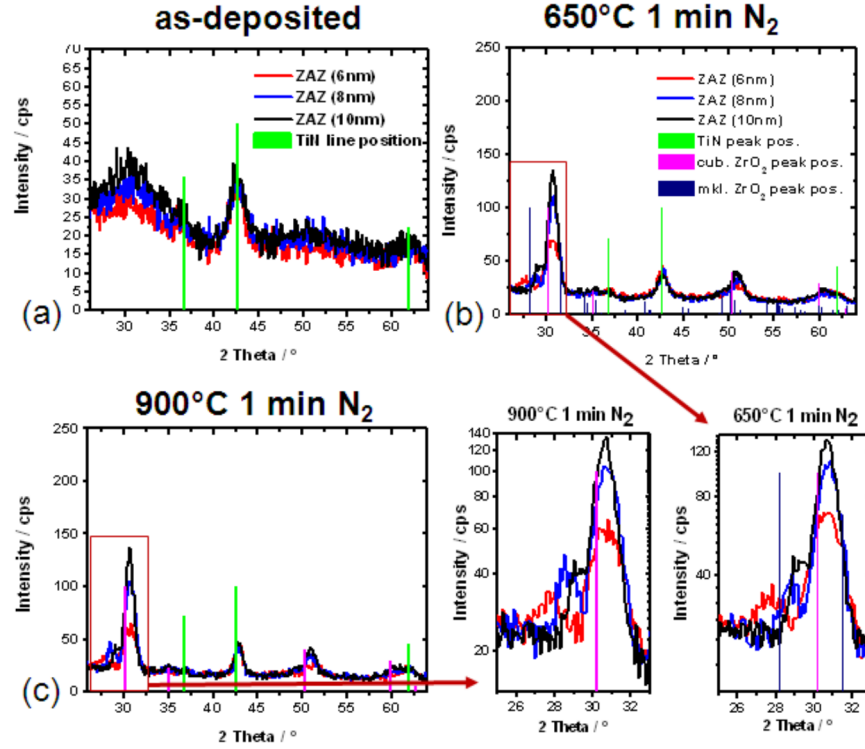 as-deposited
70
65
60
55
50
45
40
35
30
25
20
15
10
5
0
Intensity / cps
ZAZ (6nm)
ZAZ (8nm)
ZAZ (10nm)
TiN line position
30 35 40 45 50 55 60
2 Theta / °
(a)
650°C 1 min N₂
250
200
150
100
50
0
Intensity / cps
ZAZ (6nm)
ZAZ (8nm)
ZAZ (10nm)
TiN peak pos.
cub. ZrO₂ peak pos.
mkl. ZrO₂ peak pos.
30 35 40 45 50 55 60
2 Theta / °
(b)
900°C 1 min N₂
250
200
150
100
50
0
Intensity / cps
30 35 40 45 50 55 60
2 Theta / °
(c)
900°C 1 min N₂
140
120
100
80
60
40
20
Intensity / cps
26 28 30 32
2 Theta / °
650°C 1 min N₂
120
80
40
Intensity / cps
26 28 30 32
2 Theta / °